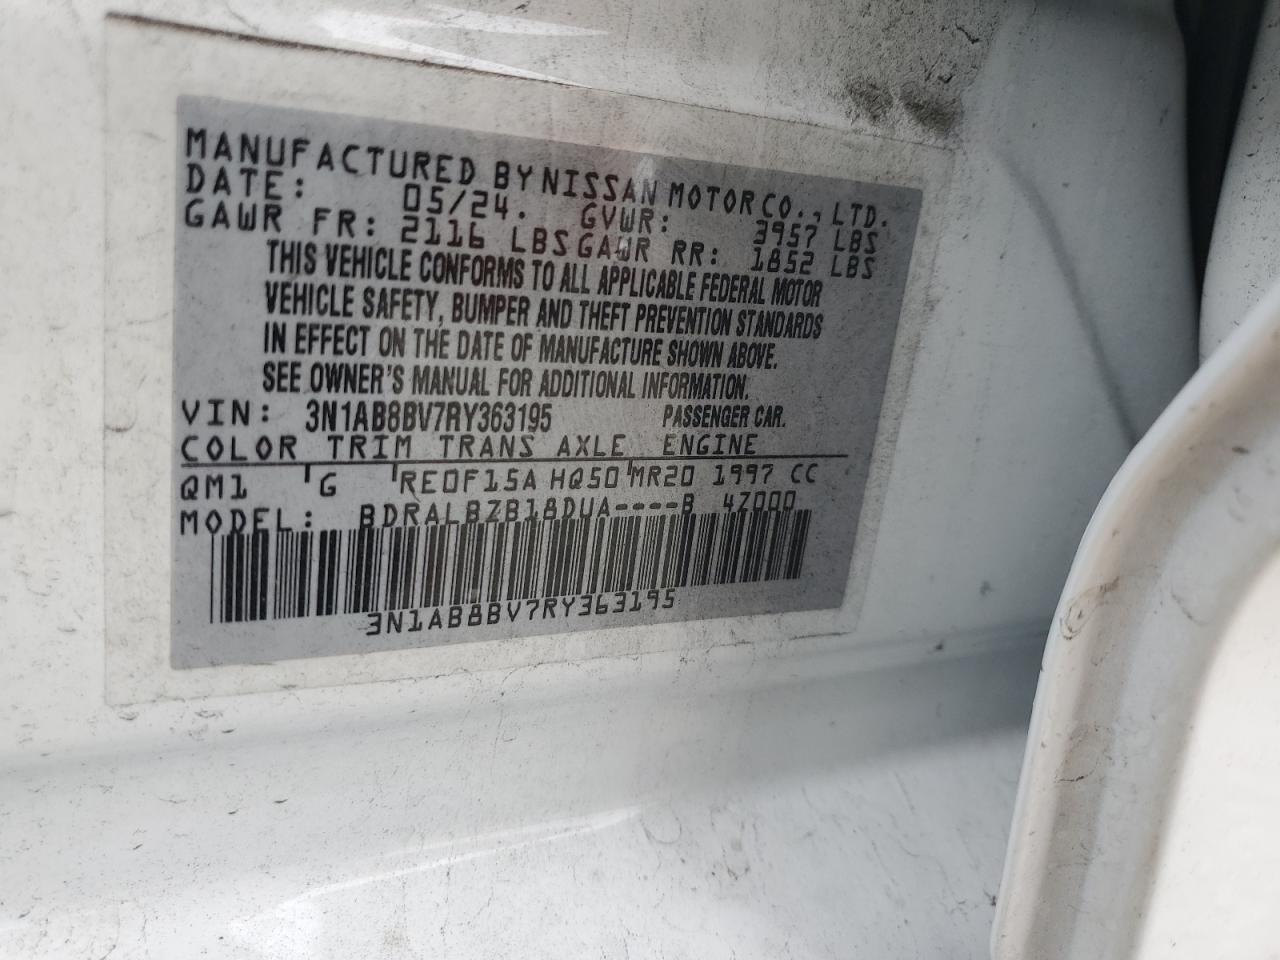 MANUFACTURED BY NISSAN MOTOR CO., LTD.
DATE: 05/24. GVWR: 3957 LBS
GAWR FR: 2116 LBS GAWR RR: 1852 LBS
THIS VEHICLE CONFORMS TO ALL APPLICABLE FEDERAL MOTOR
VEHICLE SAFETY, BUMPER AND THEFT PREVENTION STANDARDS
IN EFFECT ON THE DATE OF MANUFACTURE SHOWN ABOVE.
SEE OWNER'S MANUAL FOR ADDITIONAL INFORMATION.
VIN: 3N1AB8BV7RY363195 PASSENGER CAR.
COLOR TRIM TRANS AXLE ENGINE
QM1 G RE0F15A HQ50 MR20 1997 CC
MODEL: BDRALBZB18DUA----B 4Z000
3N1AB8BV7RY363195